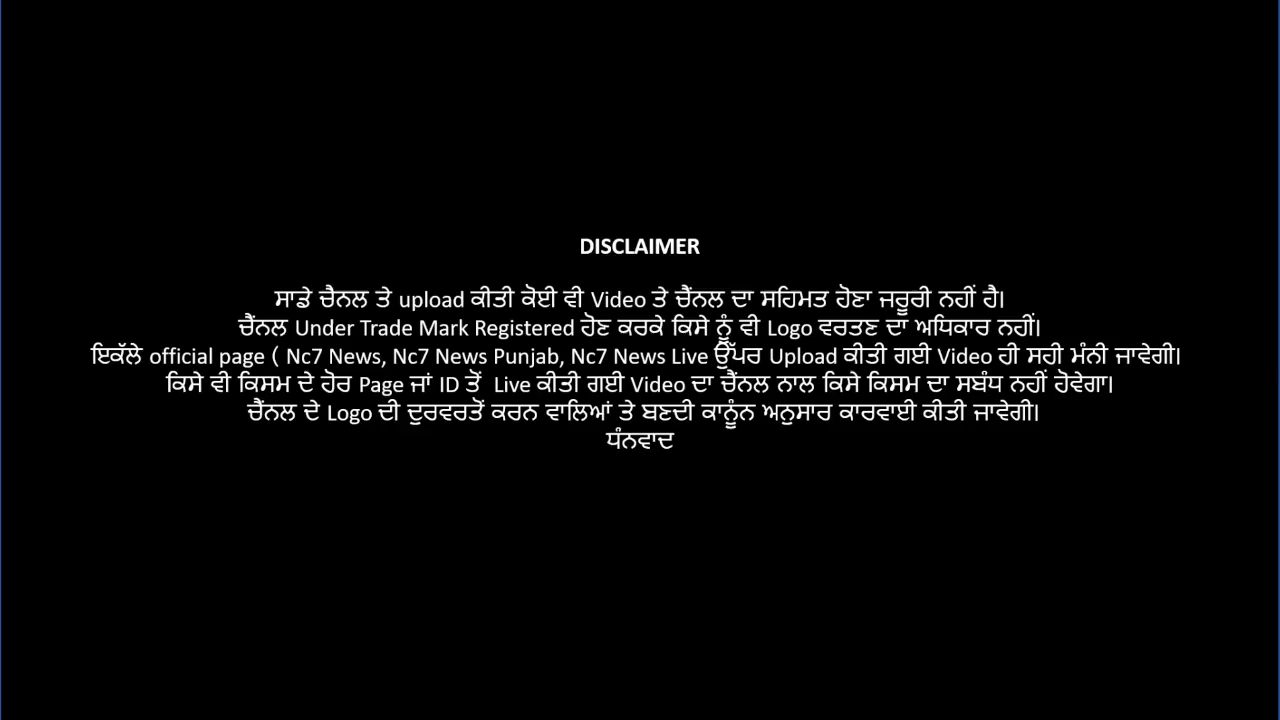 DISCLAIMER
ਸਾਡੇ ਚੈਨਲ ਤੇ upload ਕੀਤੀ ਕੋਈ ਵੀ Video ਤੇ ਚੈਂਨਲ ਦਾ ਸਹਿਮਤ ਹੋਣਾ ਜਰੂਰੀ ਨਹੀਂ ਹੈ।
ਚੈਂਨਲ Under Trade Mark Registered ਹੋਣ ਕਰਕੇ ਕਿਸੇ ਨੂੰ ਵੀ Logo ਵਰਤਣ ਦਾ ਅਧਿਕਾਰ ਨਹੀਂ।
ਇਕੱਲੇ official page ( Nc7 News, Nc7 News Punjab, Nc7 News Live ਉੱਪਰ Upload ਕੀਤੀ ਗਈ Video ਹੀ ਸਹੀ ਮੰਨੀ ਜਾਵੇਗੀ।
ਕਿਸੇ ਵੀ ਕਿਸਮ ਦੇ ਹੋਰ Page ਜਾਂ ID ਤੋਂ Live ਕੀਤੀ ਗਈ Video ਦਾ ਚੈਂਨਲ ਨਾਲ ਕਿਸੇ ਕਿਸਮ ਦਾ ਸਬੰਧ ਨਹੀਂ ਹੋਵੇਗਾ।
ਚੈਂਨਲ ਦੇ Logo ਦੀ ਦੁਰਵਰਤੋਂ ਕਰਨ ਵਾਲਿਆਂ ਤੇ ਬਣਦੀ ਕਾਨੂੰਨ ਅਨੁਸਾਰ ਕਾਰਵਾਈ ਕੀਤੀ ਜਾਵੇਗੀ।
ਧੰਨਵਾਦ